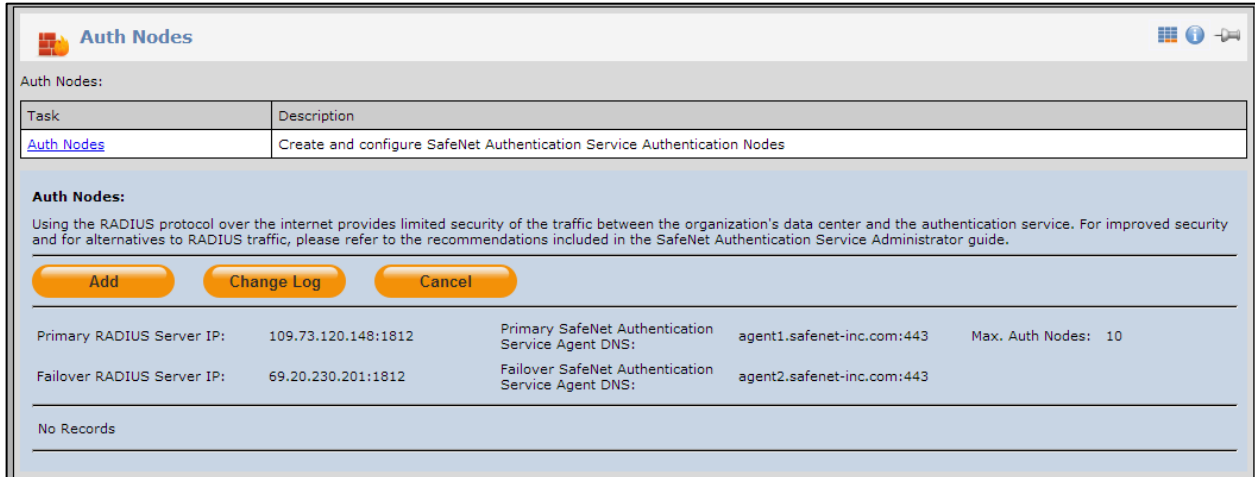 Auth Nodes
Auth Nodes:
Task Description
Auth Nodes Create and configure SafeNet Authentication Service Authentication Nodes
Auth Nodes:
Using the RADIUS protocol over the internet provides limited security of the traffic between the organization's data center and the authentication service. For improved security
and for alternatives to RADIUS traffic, please refer to the recommendations included in the SafeNet Authentication Service Administrator guide.
Add Change Log Cancel
Primary RADIUS Server IP: 109.73.120.148:1812 Primary SafeNet Authentication Service Agent DNS: agent1.safenet-inc.com:443 Max. Auth Nodes: 10
Failover RADIUS Server IP: 69.20.230.201:1812 Failover SafeNet Authentication Service Agent DNS: agent2.safenet-inc.com:443
No Records